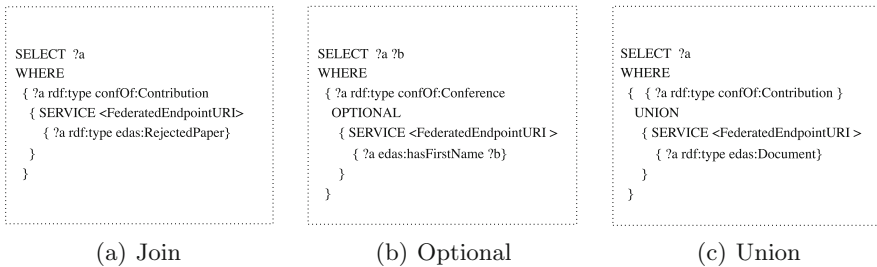 SELECT ?a
WHERE
{ ?a rdf:type confOf:Contribution
{ SERVICE <FederatedEndpointURI>
{ ?a rdf:type edas:RejectedPaper}
}
}
(a) Join
SELECT ?a ?b
WHERE
{ ?a rdf:type confOf:Conference
OPTIONAL
{ SERVICE <FederatedEndpointURI >
{ ?a edas:hasFirstName ?b}
}
}
(b) Optional
SELECT ?a
WHERE
{ { ?a rdf:type confOf:Contribution }
UNION
{ SERVICE <FederatedEndpointURI >
{ ?a rdf:type edas:Document}
}
}
(c) Union